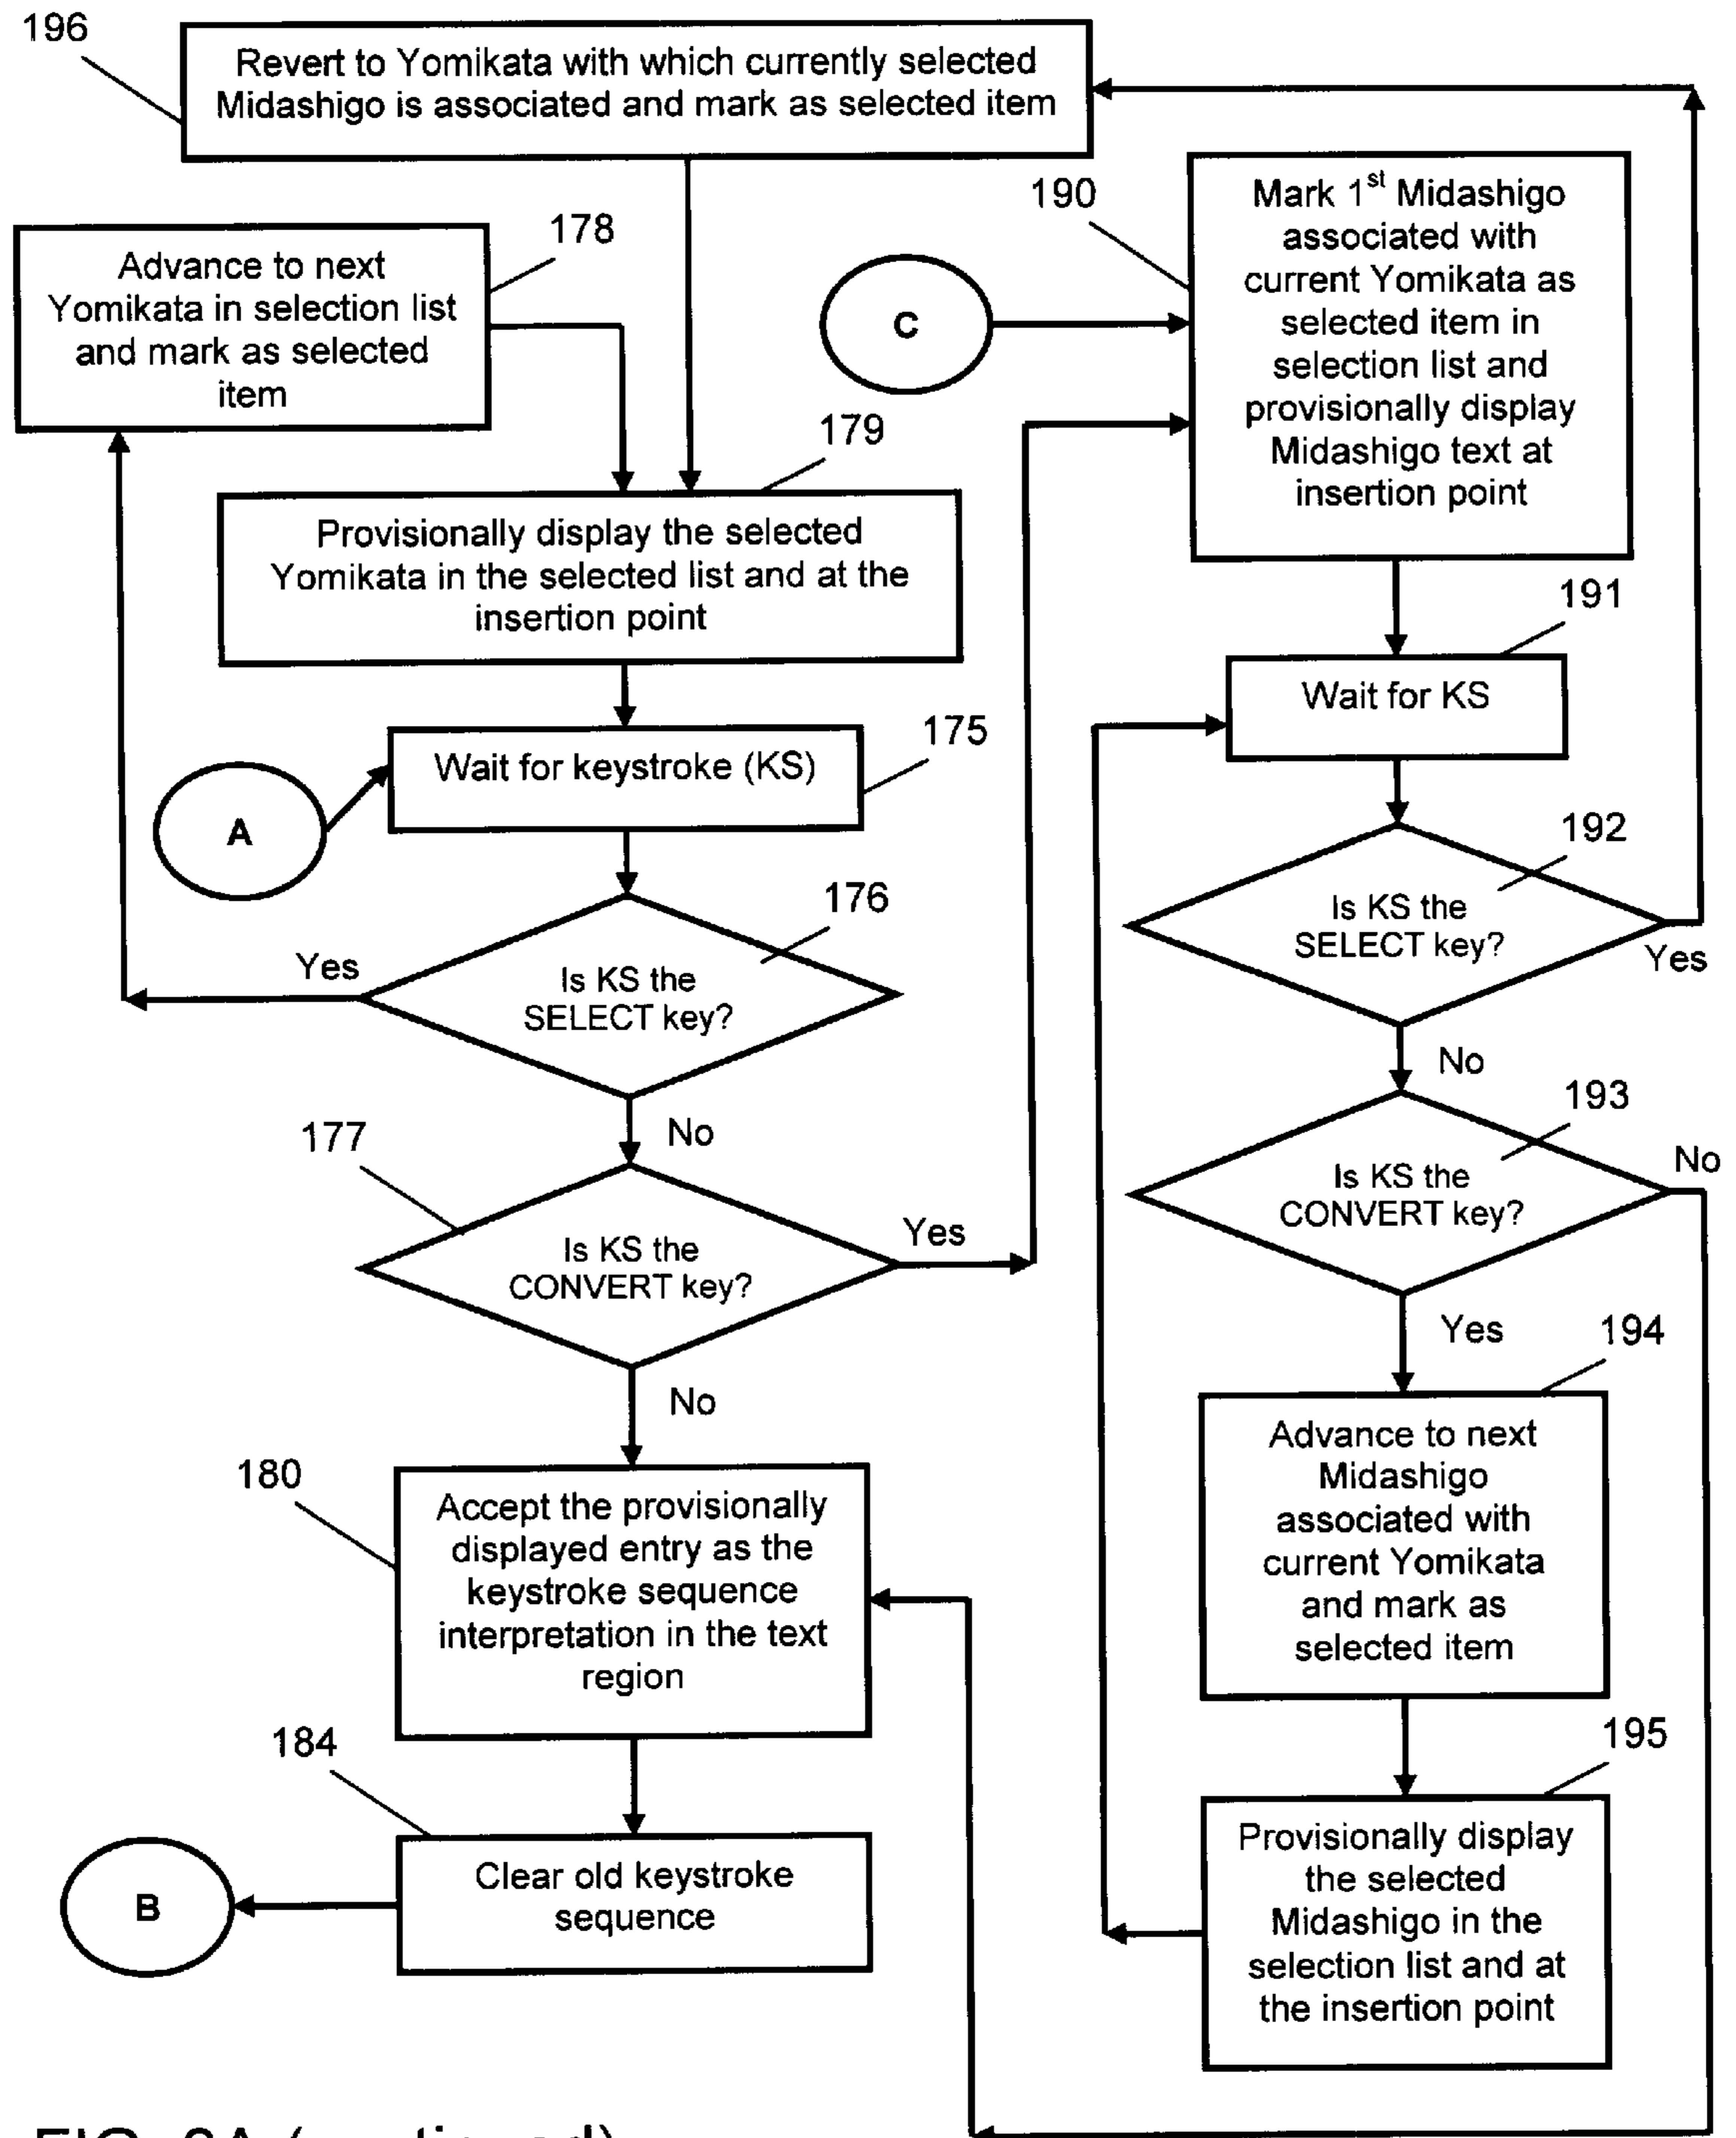 196
Revert to Yomikata with which currently selected
Midashigo is associated and mark as selected item
178
Advance to next
Yomikata in selection list
and mark as selected
item
179
Provisionally display the selected
Yomikata in the selected list and at the
insertion point
175
Wait for keystroke (KS)
A
176
Is KS the
SELECT key?
Yes
No
177
Is KS the
CONVERT key?
Yes
No
180
Accept the provisionally
displayed entry as the
keystroke sequence
interpretation in the text
region
184
Clear old keystroke
sequence
B
C
190
Mark 1st Midashigo
associated with
current Yomikata as
selected item in
selection list and
provisionally display
Midashigo text at
insertion point
191
Wait for KS
192
Is KS the
SELECT key?
Yes
No
193
Is KS the
CONVERT key?
No
Yes
194
Advance to next
Midashigo
associated with
current Yomikata
and mark as
selected item
195
Provisionally display
the selected
Midashigo in the
selection list and at
the insertion point
(continued)